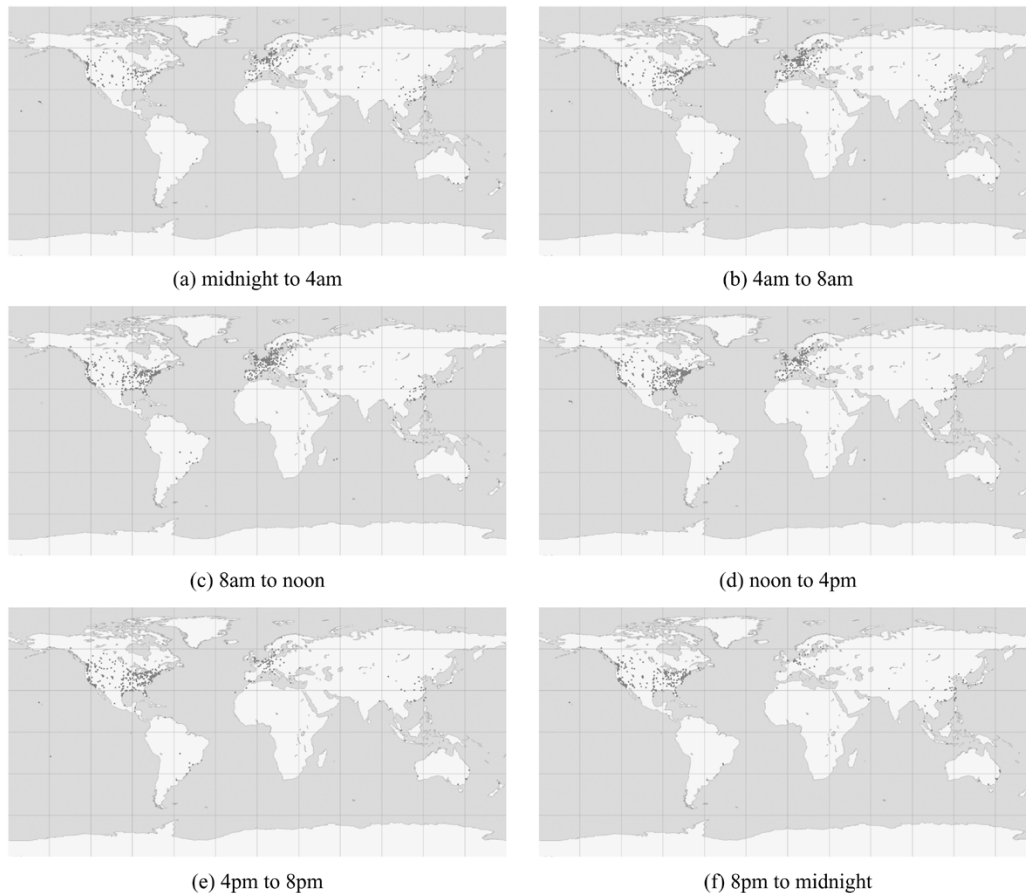 (a) midnight to 4am
(b) 4am to 8am
(c) 8am to noon
(d) noon to 4pm
(e) 4pm to 8pm
(f) 8pm to midnight